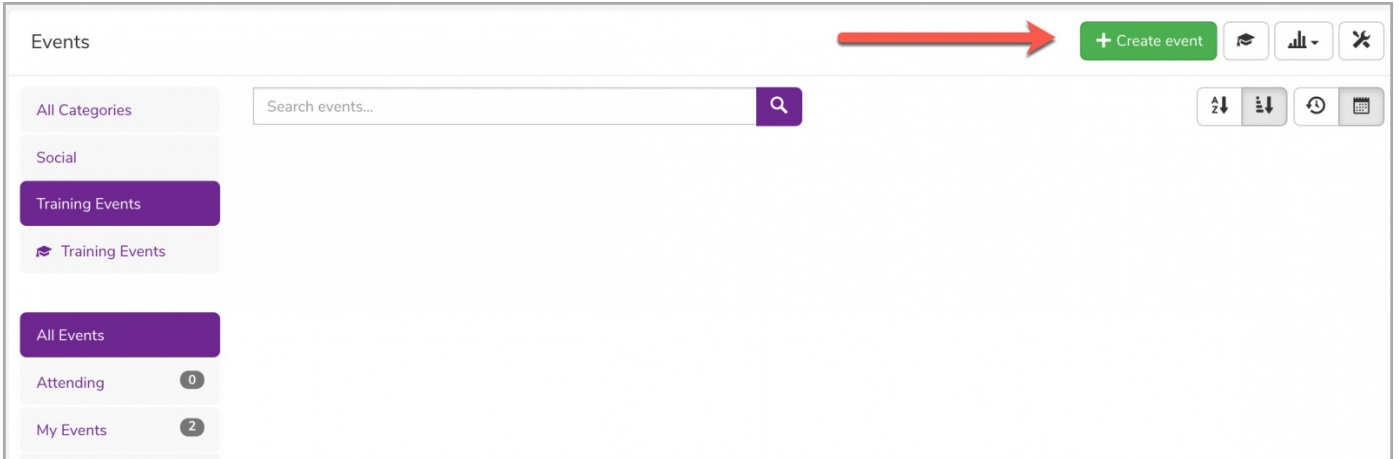 Events
+ Create event
All Categories
Search events...
Social
Training Events
Training Events
All Events
Attending 0
My Events 2